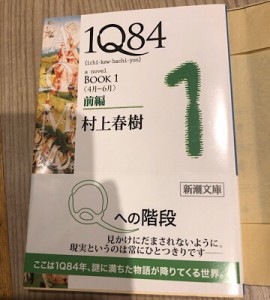 1Q84
(ichi-kew-hachi-yon)
a novel
BOOK 1
〈4月–6月〉
前編
村上春樹
1
新潮文庫
Qへの階段
見かけにだまされないように。
現実というのは常にひとつきりです──
ここは1Q84年、謎に満ちた物語が降りてくる世界。